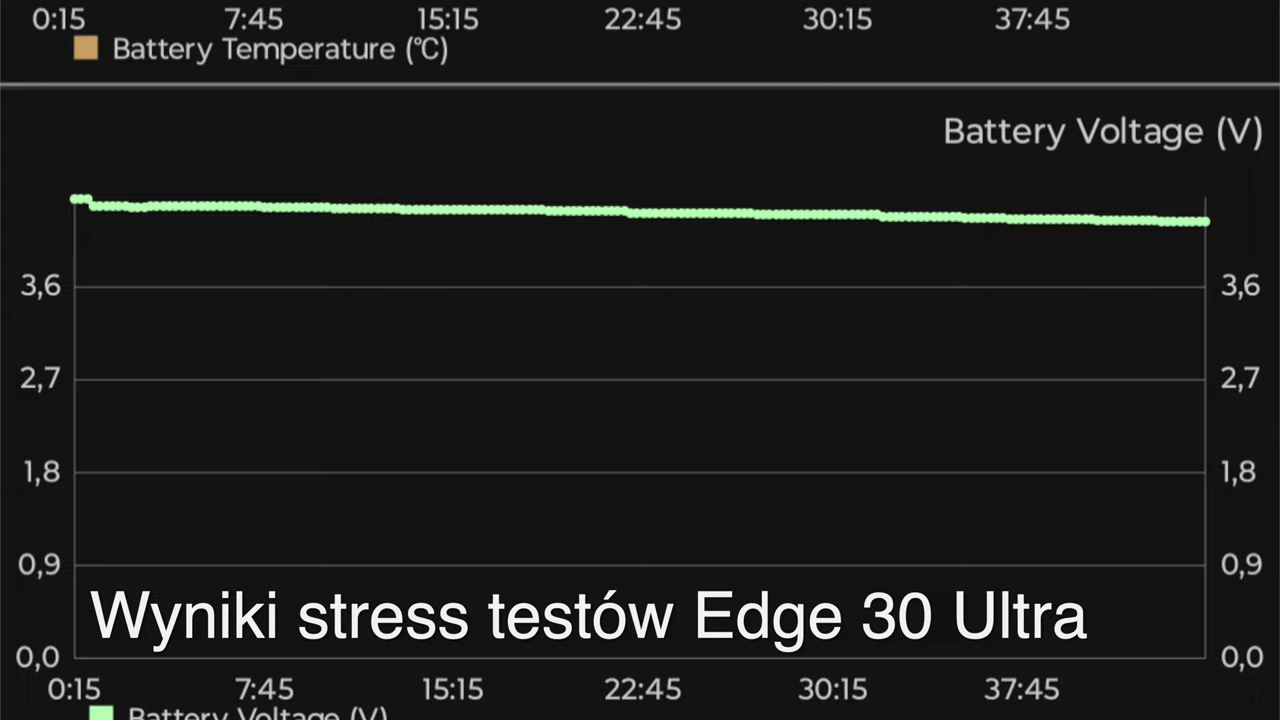 0:15 7:45 15:15 22:45 30:15 37:45
Battery Temperature (℃)
Battery Voltage (V)
3,6 3,6
2,7 2,7
1,8 1,8
0,9 0,9
Wyniki stress testów Edge 30 Ultra
0,0 0,0
0:15 7:45 15:15 22:45 30:15 37:45
Battery Voltage (V)